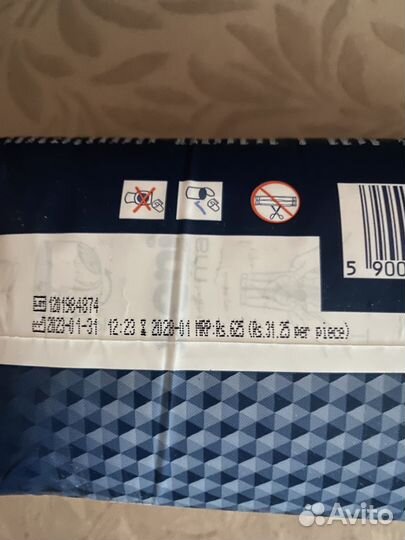 5 900
LOT 1201984874
2023-01-31 12:23 2028-01 MRP:Rs.625 (Rs.31.25 per piece)
Avito